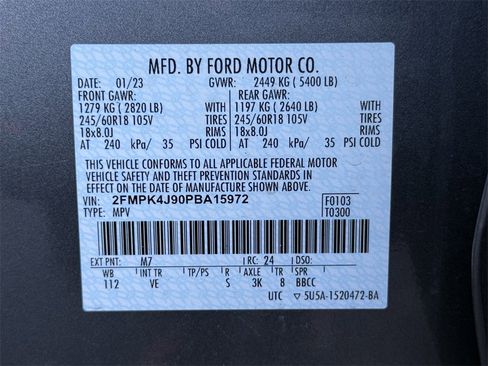 MFD. BY FORD MOTOR CO.
DATE: 01/23 GVWR: 2449 KG ( 5400 LB)
FRONT GAWR: REAR GAWR:
1279 KG ( 2820 LB) WITH 1197 KG ( 2640 LB) WITH
245/60R18 105V TIRES 245/60R18 105V TIRES
18x8.0J RIMS 18x8.0J RIMS
AT 240 kPa/ 35 PSI COLD AT 240 kPa/ 35 PSI COLD
THIS VEHICLE CONFORMS TO ALL APPLICABLE FEDERAL MOTOR
VEHICLE SAFETY AND THEFT PREVENTION STANDARDS IN EFFECT
ON THE DATE OF MANUFACTURE SHOWN ABOVE.
VIN: 2FMPK4J90PBA15972 F0103
TYPE: MPV T0300
EXT PNT: M7 RC: 24 DSO:
WB INT TR TP/PS R AXLE TR SPR
112 VE S 3K 8 BBCC
UTC 5U5A-1520472-BA